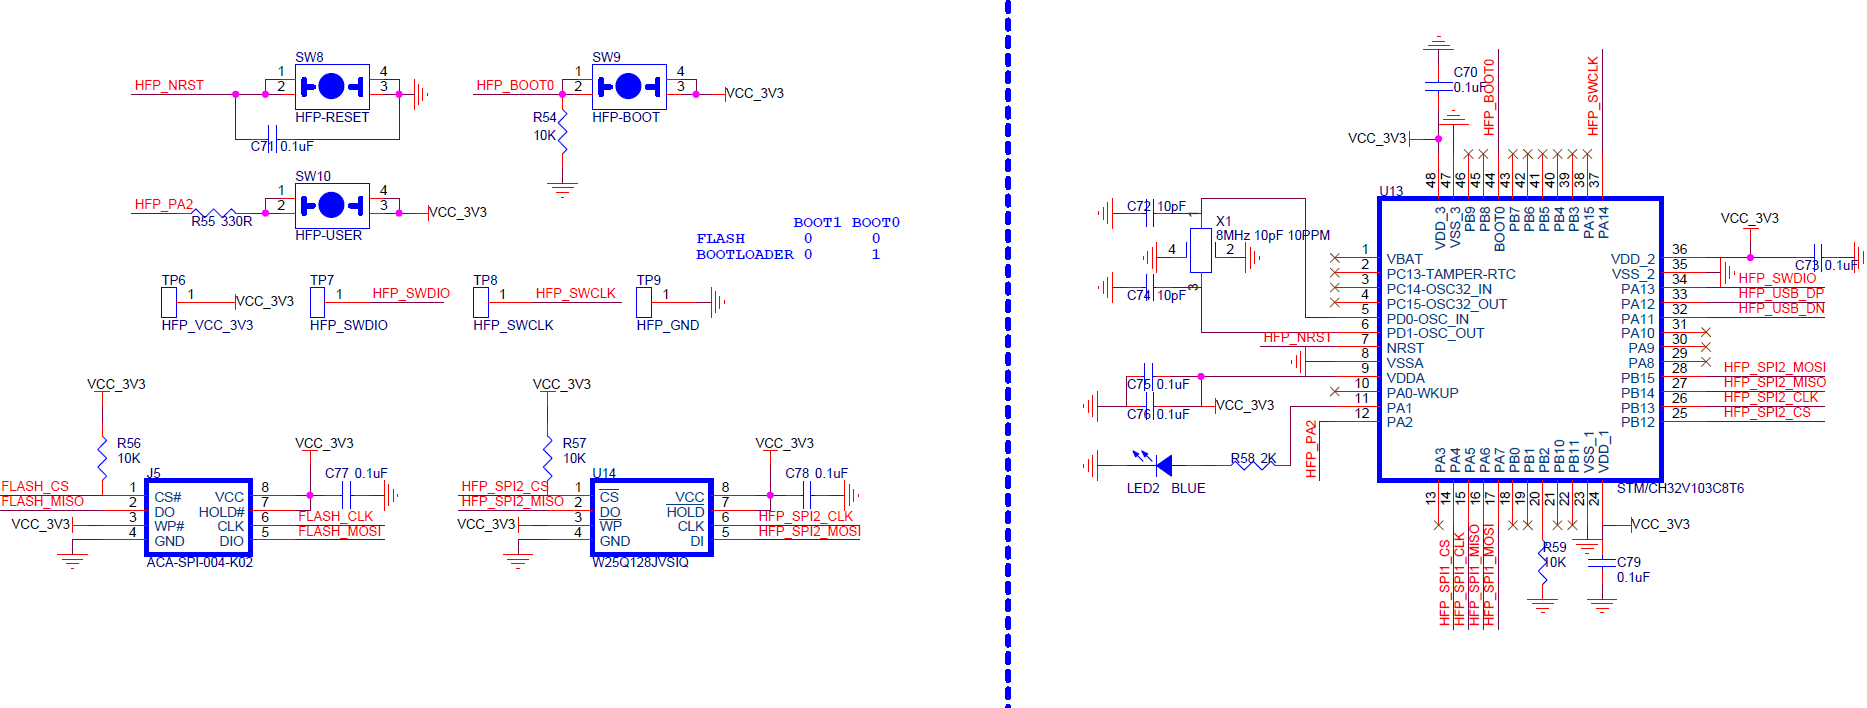 SW8
1 4
HFP_NRST 2 3
HFP-RESET
C71 0.1uF
SW9
1 4
HFP_BOOT0 2 3
VCC_3V3
HFP-BOOT
R54
10K
SW10
1 4
HFP_PA2 2 3
VCC_3V3
R55 330R
HFP-USER
BOOT1 BOOT0
FLASH 0 0
BOOTLOADER 0 1
TP6
1
VCC_3V3
HFP_VCC_3V3
TP7
1
HFP_SWDIO
HFP_SWDIO
TP8
1
HFP_SWCLK
HFP_SWCLK
TP9
1
HFP_GND
VCC_3V3
R56
10K
VCC_3V3
J5
C77 0.1uF
FLASH_CS 1 CS# VCC 8
FLASH_MISO 2 DO HOLD# 7
VCC_3V3 3 WP# CLK 6 FLASH_CLK
4 GND DIO 5 FLASH_MOSI
ACA-SPI-004-K02
VCC_3V3
R57
10K
VCC_3V3
U14
C78 0.1uF
HFP_SPI2_CS 1 CS VCC 8
HFP_SPI2_MISO 2 DO HOLD 7
VCC_3V3 3 WP CLK 6 HFP_SPI2_CLK
4 GND DI 5 HFP_SPI2_MOSI
W25Q128JVSIQ
C70
0.1uF
HFP_BOOT0
HFP_SWCLK
VCC_3V3
48 47 46 45 44 43 42 41 40 39 38 37
U13
VDD_3 VSS_3 PB9 PB8 BOOT0 PB7 PB6 PB5 PB4 PB3 PA15 PA14
C72 10pF
1
X1
8MHz 10pF 10PPM
4 2
C74 10pF
3
1 VBAT
2 PC13-TAMPER-RTC
3 PC14-OSC32_IN
4 PC15-OSC32_OUT
5 PD0-OSC_IN
6 PD1-OSC_OUT
HFP_NRST 7 NRST
8 VSSA
9 VDDA
10 PA0-WKUP
11 PA1
12 PA2
C75 0.1uF
VCC_3V3
C76 0.1uF
HFP_PA2
R58 2K
LED2 BLUE
VCC_3V3
VDD_2 36
VSS_2 35
C73 0.1uF
PA13 34 HFP_SWDIO
PA12 33 HFP_USB_DP
PA11 32 HFP_USB_DN
PA10 31
PA9 30
PA8 29
PB15 28 HFP_SPI2_MOSI
PB14 27 HFP_SPI2_MISO
PB13 26 HFP_SPI2_CLK
PB12 25 HFP_SPI2_CS
PA3 PA4 PA5 PA6 PA7 PB0 PB1 PB2 PB10 PB11 VSS_1 VDD_1
STM/CH32V103C8T6
13 14 15 16 17 18 19 20 21 22 23 24
HFP_SPI1_CS
HFP_SPI1_CLK
HFP_SPI1_MISO
HFP_SPI1_MOSI
VCC_3V3
R59
10K
C79
0.1uF